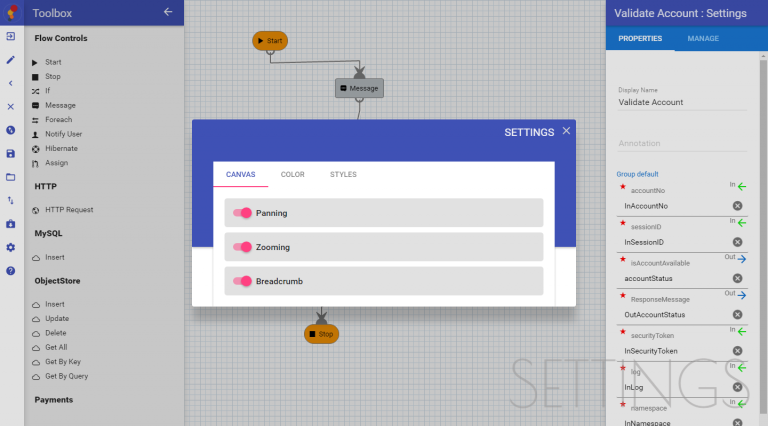 Toolbox
Flow Controls
Start
Stop
If
Message
Foreach
Notify User
Hibernate
Assign
HTTP
HTTP Request
MySQL
Insert
ObjectStore
Insert
Update
Delete
Get All
Get By Key
Get By Query
Payments
Start
Message
SETTINGS
CANVAS COLOR STYLES
Panning
Zooming
Breadcrumb
Stop
Validate Account : Settings
PROPERTIES MANAGE
Display Name
Validate Account
Annotation
Group default
accountNo In
InAccountNo
sessionID In
InSessionID
isAccountAvailable Out
accountStatus
ResponseMessage Out
OutAccountStatus
securityToken In
InSecurityToken
log In
InLog
namespace In
InNamespace
SETTINGS